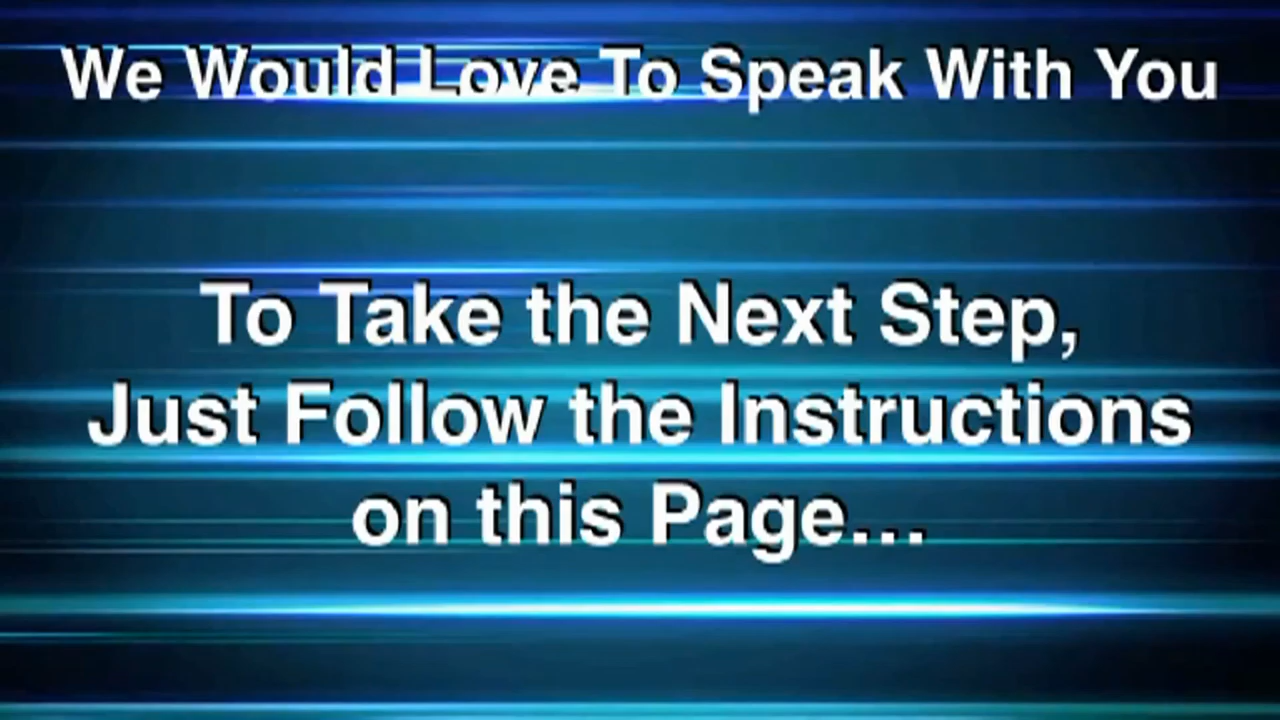 We Would Love To Speak With You
To Take the Next Step,
Just Follow the Instructions
on this Page...